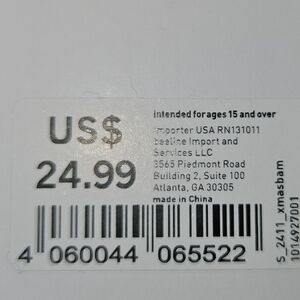 US$
24.99
Intended for ages 15 and over
Importer USA RN131011
beeline Import and
Services LLC
3565 Piedmont Road
Building 2, Suite 100
Atlanta, GA 30305
made in China
4 060044 065522
S_2411_xmasbam
1014927001